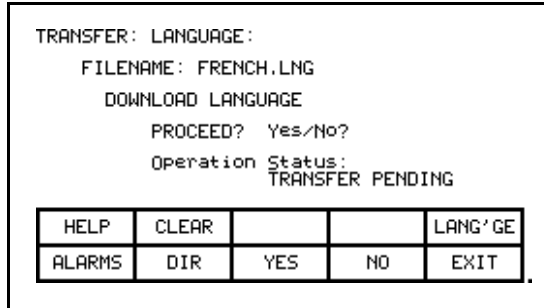 TRANSFER: LANGUAGE:
FILENAME: FRENCH.LNG
DOWNLOAD LANGUAGE
PROCEED? Yes/No?
Operation Status:
TRANSFER PENDING
HELP CLEAR LANG'GE
ALARMS DIR YES NO EXIT